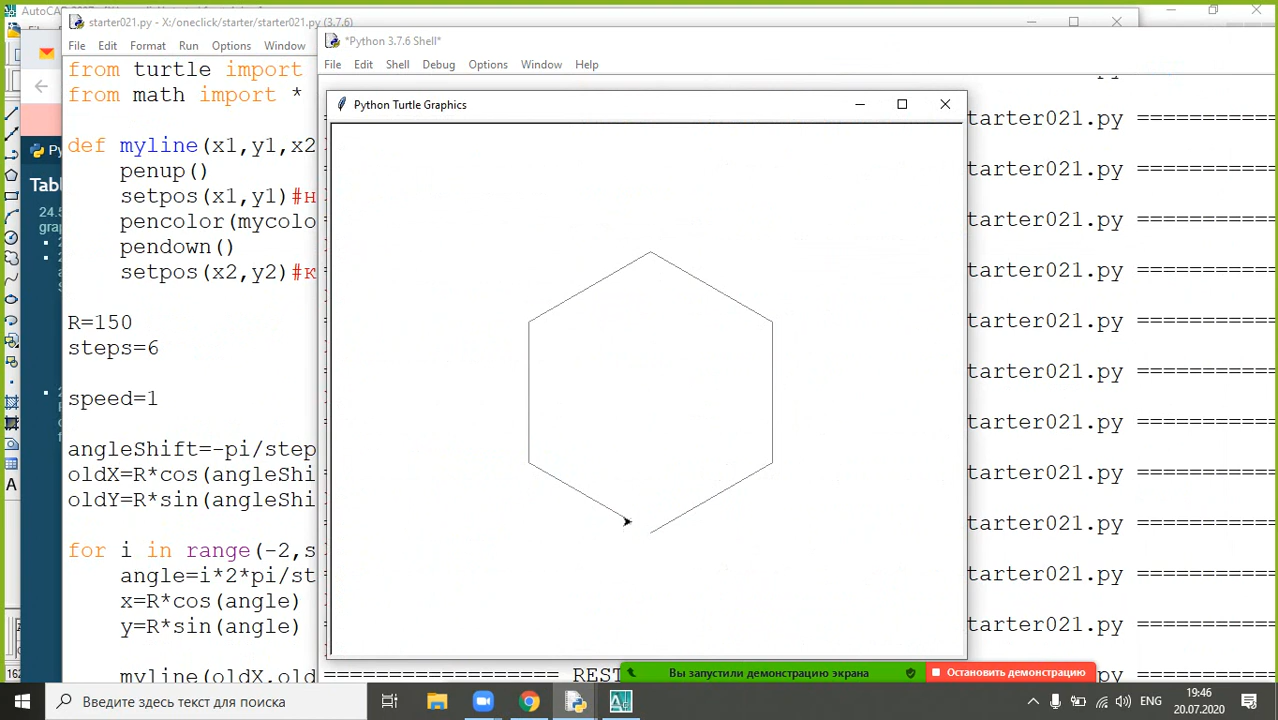 AutoCAD 2007
starter021.py - X:/oneclick/starter/starter021.py (3.7.6)
File Edit Format Run Options Window
*Python 3.7.6 Shell*
File Edit Shell Debug Options Window Help
Python Turtle Graphics
from turtle import
from math import *
def myline(x1,y1,x2
penup()
setpos(x1,y1)#н
pencolor(mycolo
pendown()
setpos(x2,y2)#к
R=150
steps=6
speed=1
angleShift=-pi/step
oldX=R*cos(angleShi
oldY=R*sin(angleShi
for i in range(-2,s
angle=i*2*pi/st
x=R*cos(angle)
y=R*sin(angle)
myline(oldX,old
Py
Tabl
24.5
grap
A
tarter021.py ===========
tarter021.py ===========
tarter021.py ===========
tarter021.py ===========
tarter021.py ===========
tarter021.py ===========
tarter021.py ===========
tarter021.py ===========
tarter021.py ===========
================= REST
Вы запустили демонстрацию экрана
Остановить демонстрацию
Введите здесь текст для поиска
ENG
19:46
20.07.2020